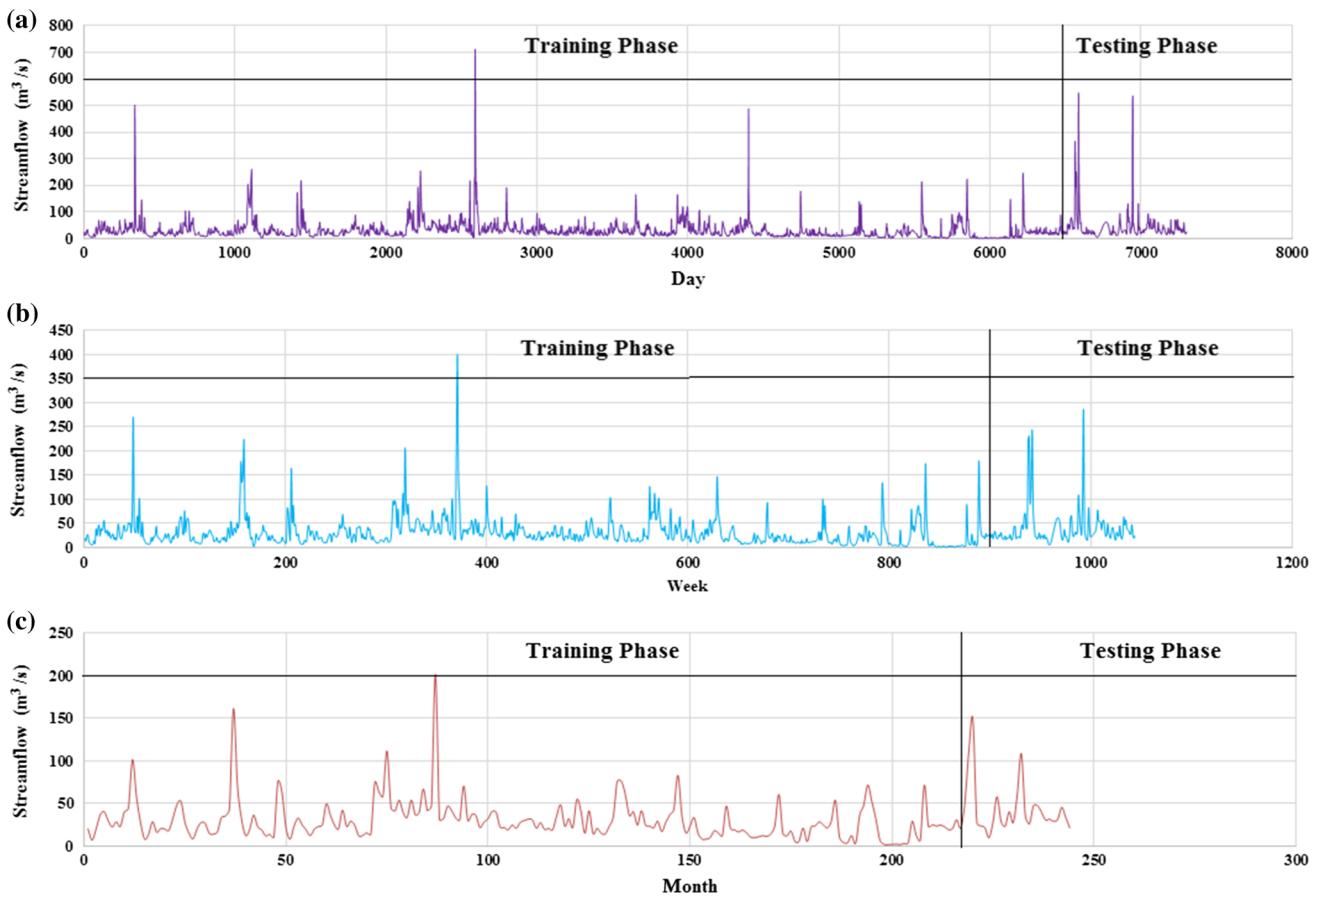 (a)
800
700
600
500
400
300
200
100
0
Streamflow (m³/s)
Training Phase
Testing Phase
0 1000 2000 3000 4000 5000 6000 7000 8000
Day
(b)
450
400
350
300
250
200
150
100
50
0
Streamflow (m³/s)
Training Phase
Testing Phase
0 200 400 600 800 1000 1200
Week
(c)
250
200
150
100
50
0
Streamflow (m³/s)
Training Phase
Testing Phase
0 50 100 150 200 250 300
Month